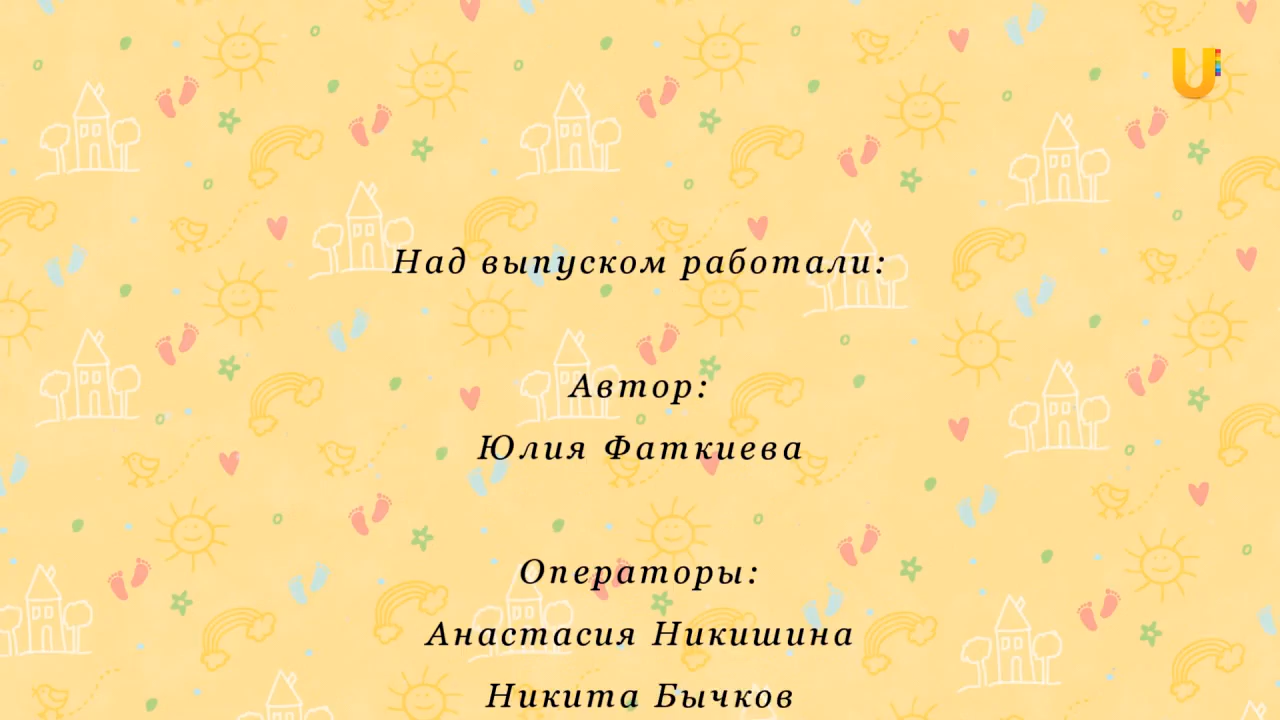 U
Над выпуском работали:
Автор:
Юлия Фаткиева
Операторы:
Анастасия Никишина
Никита Бычков